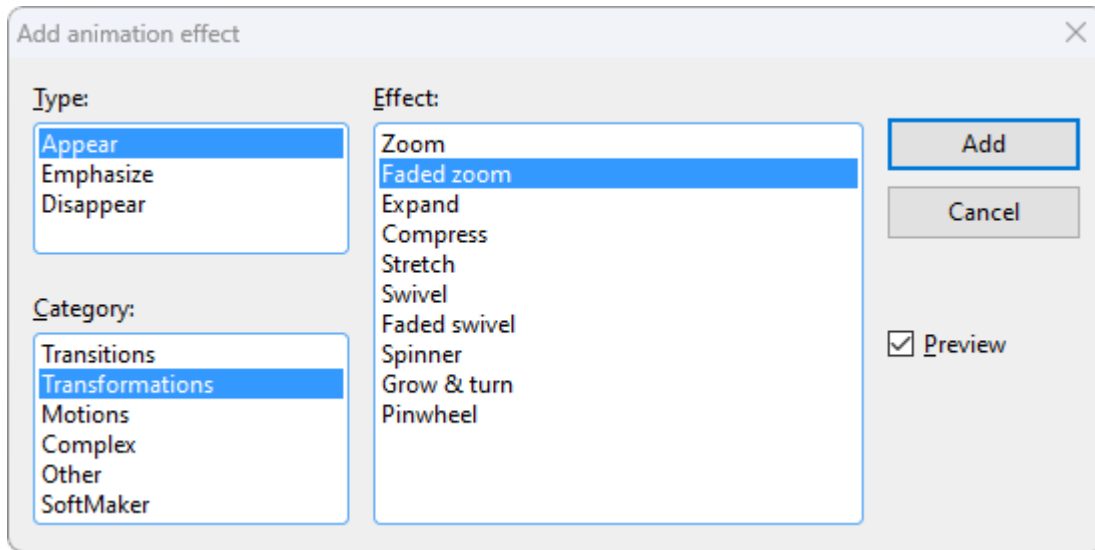 Add animation effect
Type:
Appear
Emphasize
Disappear
Category:
Transitions
Transformations
Motions
Complex
Other
SoftMaker
Effect:
Zoom
Faded zoom
Expand
Compress
Stretch
Swivel
Faded swivel
Spinner
Grow & turn
Pinwheel
Add
Cancel
Preview